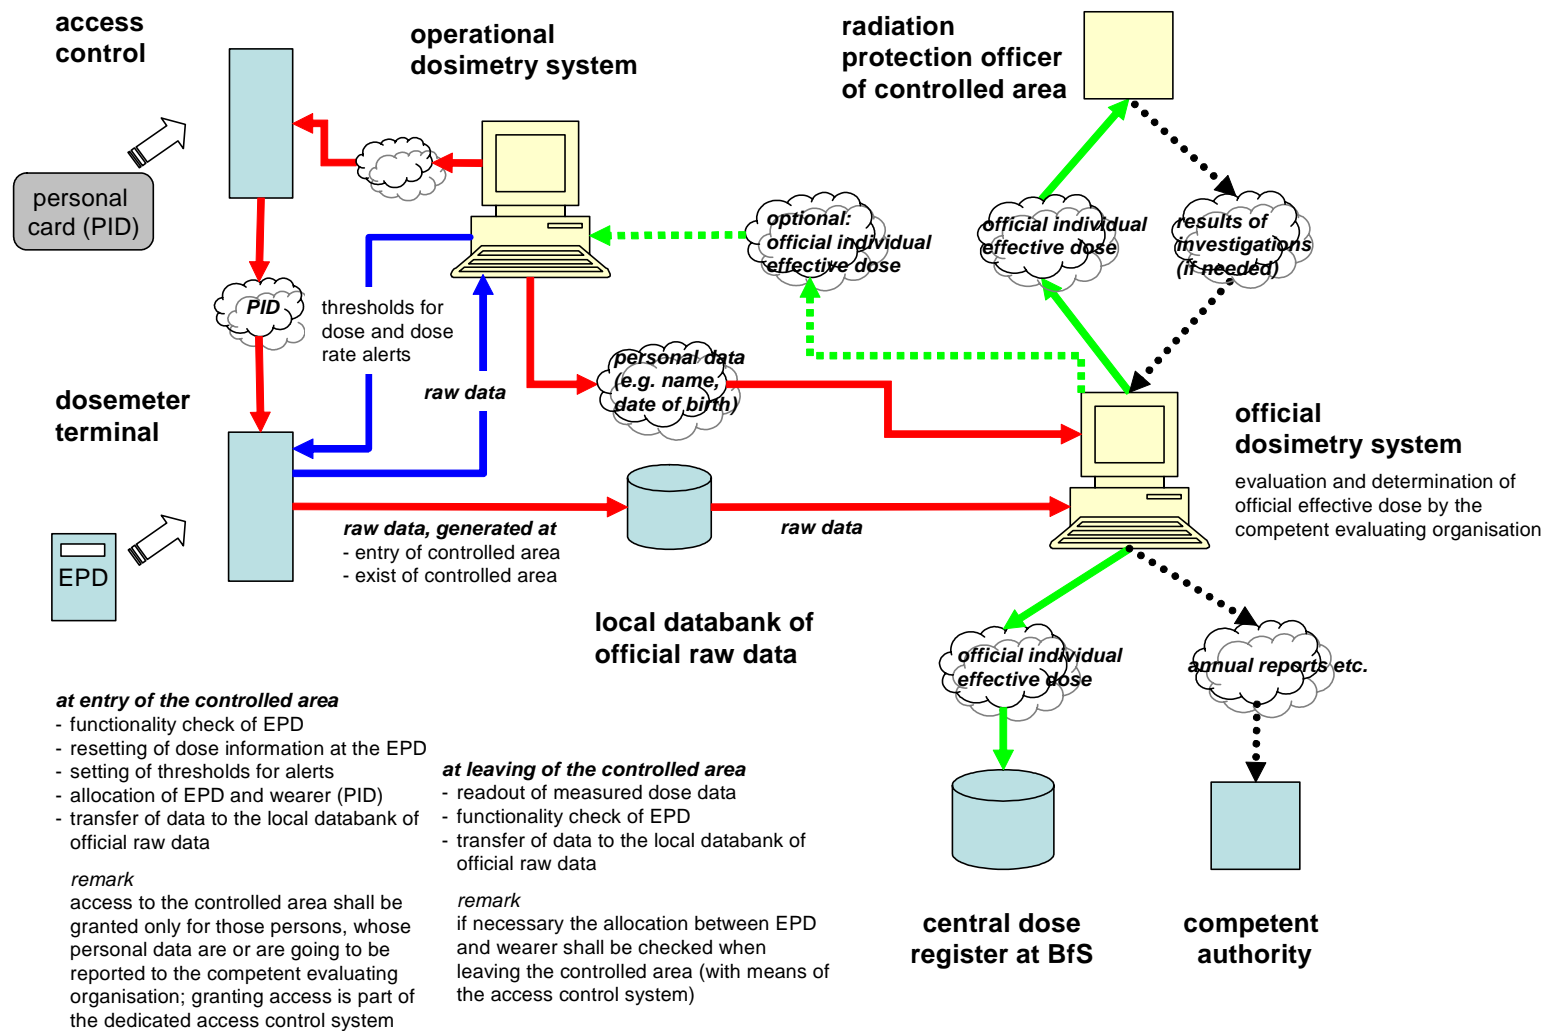 access
control
operational
dosimetry system
radiation
protection officer
of controlled area
personal
card (PID)
optional:
official individual
effective dose
official individual
effective dose
results of
investigations
(if needed)
PID
thresholds for
dose and dose
rate alerts
raw data
personal data
(e.g. name,
date of birth)
dosemeter
terminal
official
dosimetry system
evaluation and determination of
official effective dose by the
competent evaluating organisation
EPD
raw data, generated at
- entry of controlled area
- exist of controlled area
raw data
local databank of
official raw data
official individual
effective dose
annual reports etc.
at entry of the controlled area
- functionality check of EPD
- resetting of dose information at the EPD
- setting of thresholds for alerts
- allocation of EPD and wearer (PID)
- transfer of data to the local databank of
official raw data
remark
access to the controlled area shall be
granted only for those persons, whose
personal data are or are going to be
reported to the competent evaluating
organisation; granting access is part of
the dedicated access control system
at leaving of the controlled area
- readout of measured dose data
- functionality check of EPD
- transfer of data to the local databank of
official raw data
remark
if necessary the allocation between EPD
and wearer shall be checked when
leaving the controlled area (with means of
the access control system)
central dose
register at BfS
competent
authority